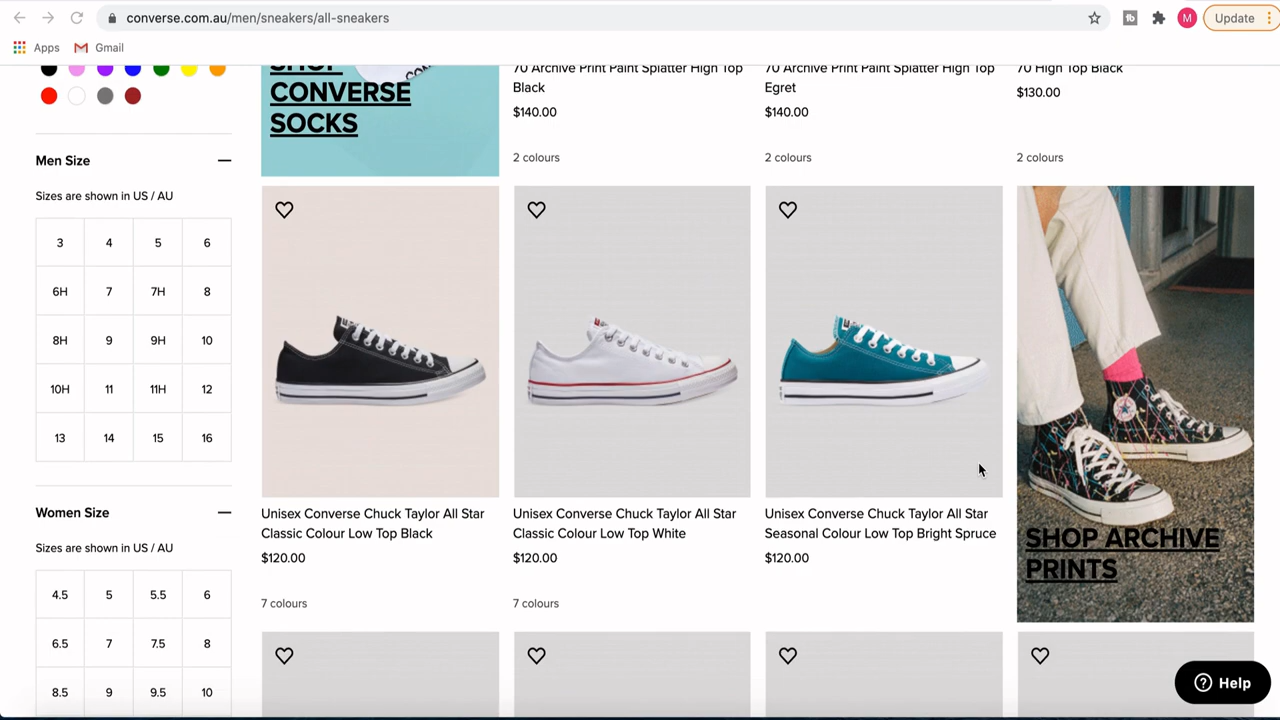 converse.com.au/men/sneakers/all-sneakers
M
Update
Apps
Gmail
SHOP
CONVERSE
SOCKS
70 Archive Print Paint Splatter High Top
Black
$140.00
2 colours
70 Archive Print Paint Splatter High Top
Egret
$140.00
2 colours
70 High Top Black
$130.00
2 colours
Men Size
Sizes are shown in US / AU
3 4 5 6
6H 7 7H 8
8H 9 9H 10
10H 11 11H 12
13 14 15 16
Women Size
Sizes are shown in US / AU
4.5 5 5.5 6
6.5 7 7.5 8
8.5 9 9.5 10
Unisex Converse Chuck Taylor All Star
Classic Colour Low Top Black
$120.00
7 colours
Unisex Converse Chuck Taylor All Star
Classic Colour Low Top White
$120.00
7 colours
Unisex Converse Chuck Taylor All Star
Seasonal Colour Low Top Bright Spruce
$120.00
SHOP ARCHIVE
PRINTS
Help